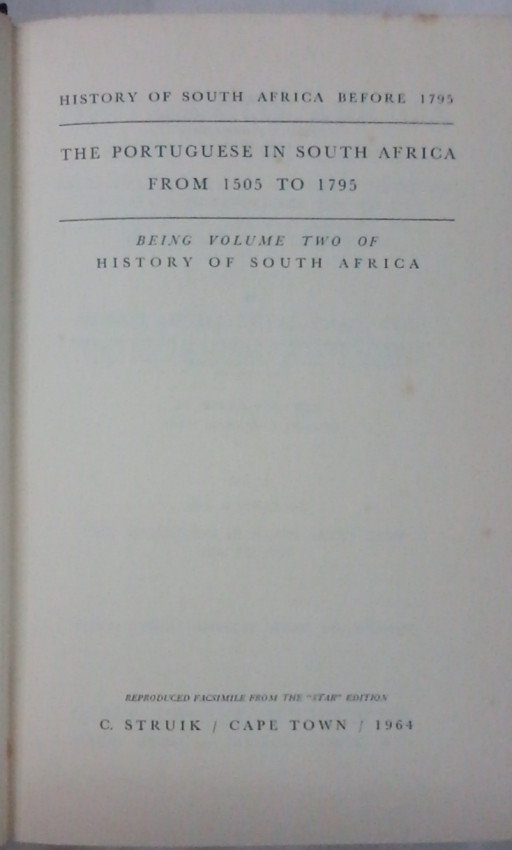 HISTORY OF SOUTH AFRICA BEFORE 1795
THE PORTUGUESE IN SOUTH AFRICA
FROM 1505 TO 1795
BEING VOLUME TWO OF
HISTORY OF SOUTH AFRICA
REPRODUCED FACSIMILE FROM THE "STAR" EDITION
C. STRUIK / CAPE TOWN / 1964